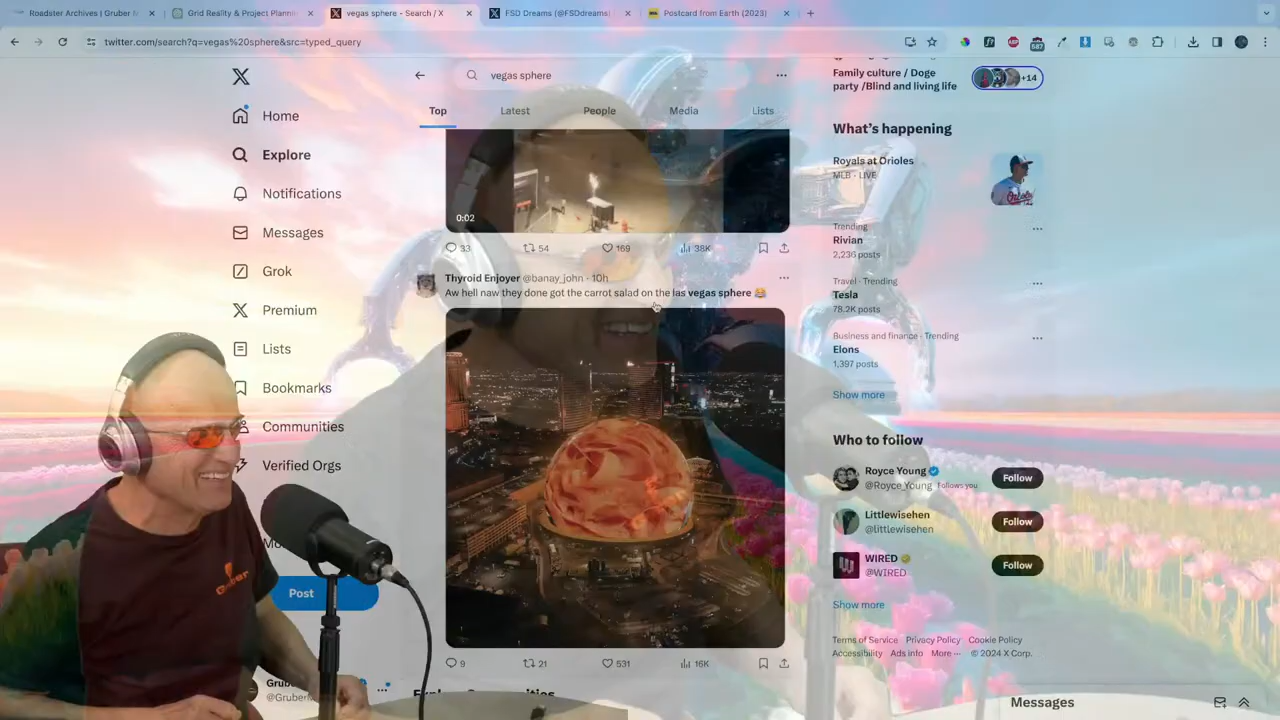 Roadster Archives | Gruber M
Grid Reality & Project Planni
vegas sphere - Search / X
FSD Dreams (@FSDdreams)
Postcard from Earth (2023)
twitter.com/search?q=vegas%20sphere&src=typed_query
687
vegas sphere
Top
Latest
People
Media
Lists
Home
Explore
Notifications
Messages
Grok
Premium
Lists
Bookmarks
Communities
Verified Orgs
Post
@Gruber
0:02
33
54
169
38K
Thyroid Enjoyer @banay_john · 10h
Aw hell naw they done got the carrot salad on the las vegas sphere 😂
9
21
531
16K
Family culture / Doge
party /Blind and living life
+14
What's happening
Royals at Orioles
MLB · LIVE
Trending
Rivian
2,236 posts
Travel · Trending
Tesla
78.2K posts
Business and finance · Trending
Elons
1,397 posts
Show more
Who to follow
Royce Young
@Royce_Young Follows you
Follow
Littlewisehen
@littlewisehen
Follow
WIRED
@WIRED
Follow
Show more
Terms of Service Privacy Policy Cookie Policy
Accessibility Ads info More ··· © 2024 X Corp.
Messages
gruber